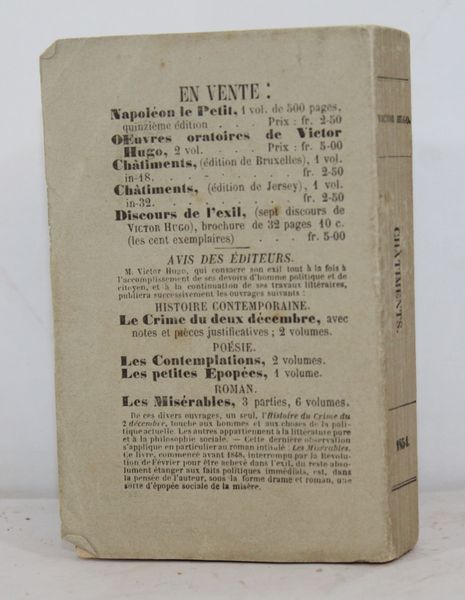 EN VENTE :
Napoléon le Petit, 1 vol. de 500 pages,
quinzième édition . . . . Prix : fr. 2-50
OEuvres oratoires de Victor
Hugo, 2 vol. . . . . Prix : fr. 5-00
Châtiments, (édition de Bruxelles), 1 vol.
in-18. . . . . . . . . . fr. 2-50
Châtiments, (édition de Jersey), 1 vol.
in-32. . . . . . . . . . fr. 2-50
Discours de l'exil, (sept discours de
VICTOR HUGO), brochure de 32 pages 10 c.
(les cent exemplaires) . . . fr. 5-00
AVIS DES ÉDITEURS.
M. Victor Hugo, qui consacre son exil tout à la fois à
l'accomplissement de ses devoirs d'homme politique et de
citoyen, et à la continuation de ses travaux littéraires,
publiera successivement les ouvrages suivants :
HISTOIRE CONTEMPORAINE.
Le Crime du deux décembre, avec
notes et pièces justificatives ; 2 volumes.
POÉSIE.
Les Contemplations, 2 volumes.
Les petites Epopées, 1 volume.
ROMAN.
Les Misérables, 3 parties, 6 volumes.
De ces divers ouvrages, un seul, l'Histoire du Crime du
2 décembre, touche aux hommes et aux choses de la poli-
tique actuelle. Les autres appartiennent à la littérature pure
et à la philosophie sociale. — Cette dernière observation
s'applique en particulier au roman intitulé : Les Misérables.
Ce livre, commencé avant 1848, interrompu par la Révolu-
tion de Février pour être achevé dans l'exil, du reste abso-
lument étranger aux faits politiques immédiats, est, dans
la pensée de l'auteur, sous la forme drame et roman, une
sorte d'épopée sociale de la misère.
VICTOR HUGO.
CHÂTIMENTS.
1854.